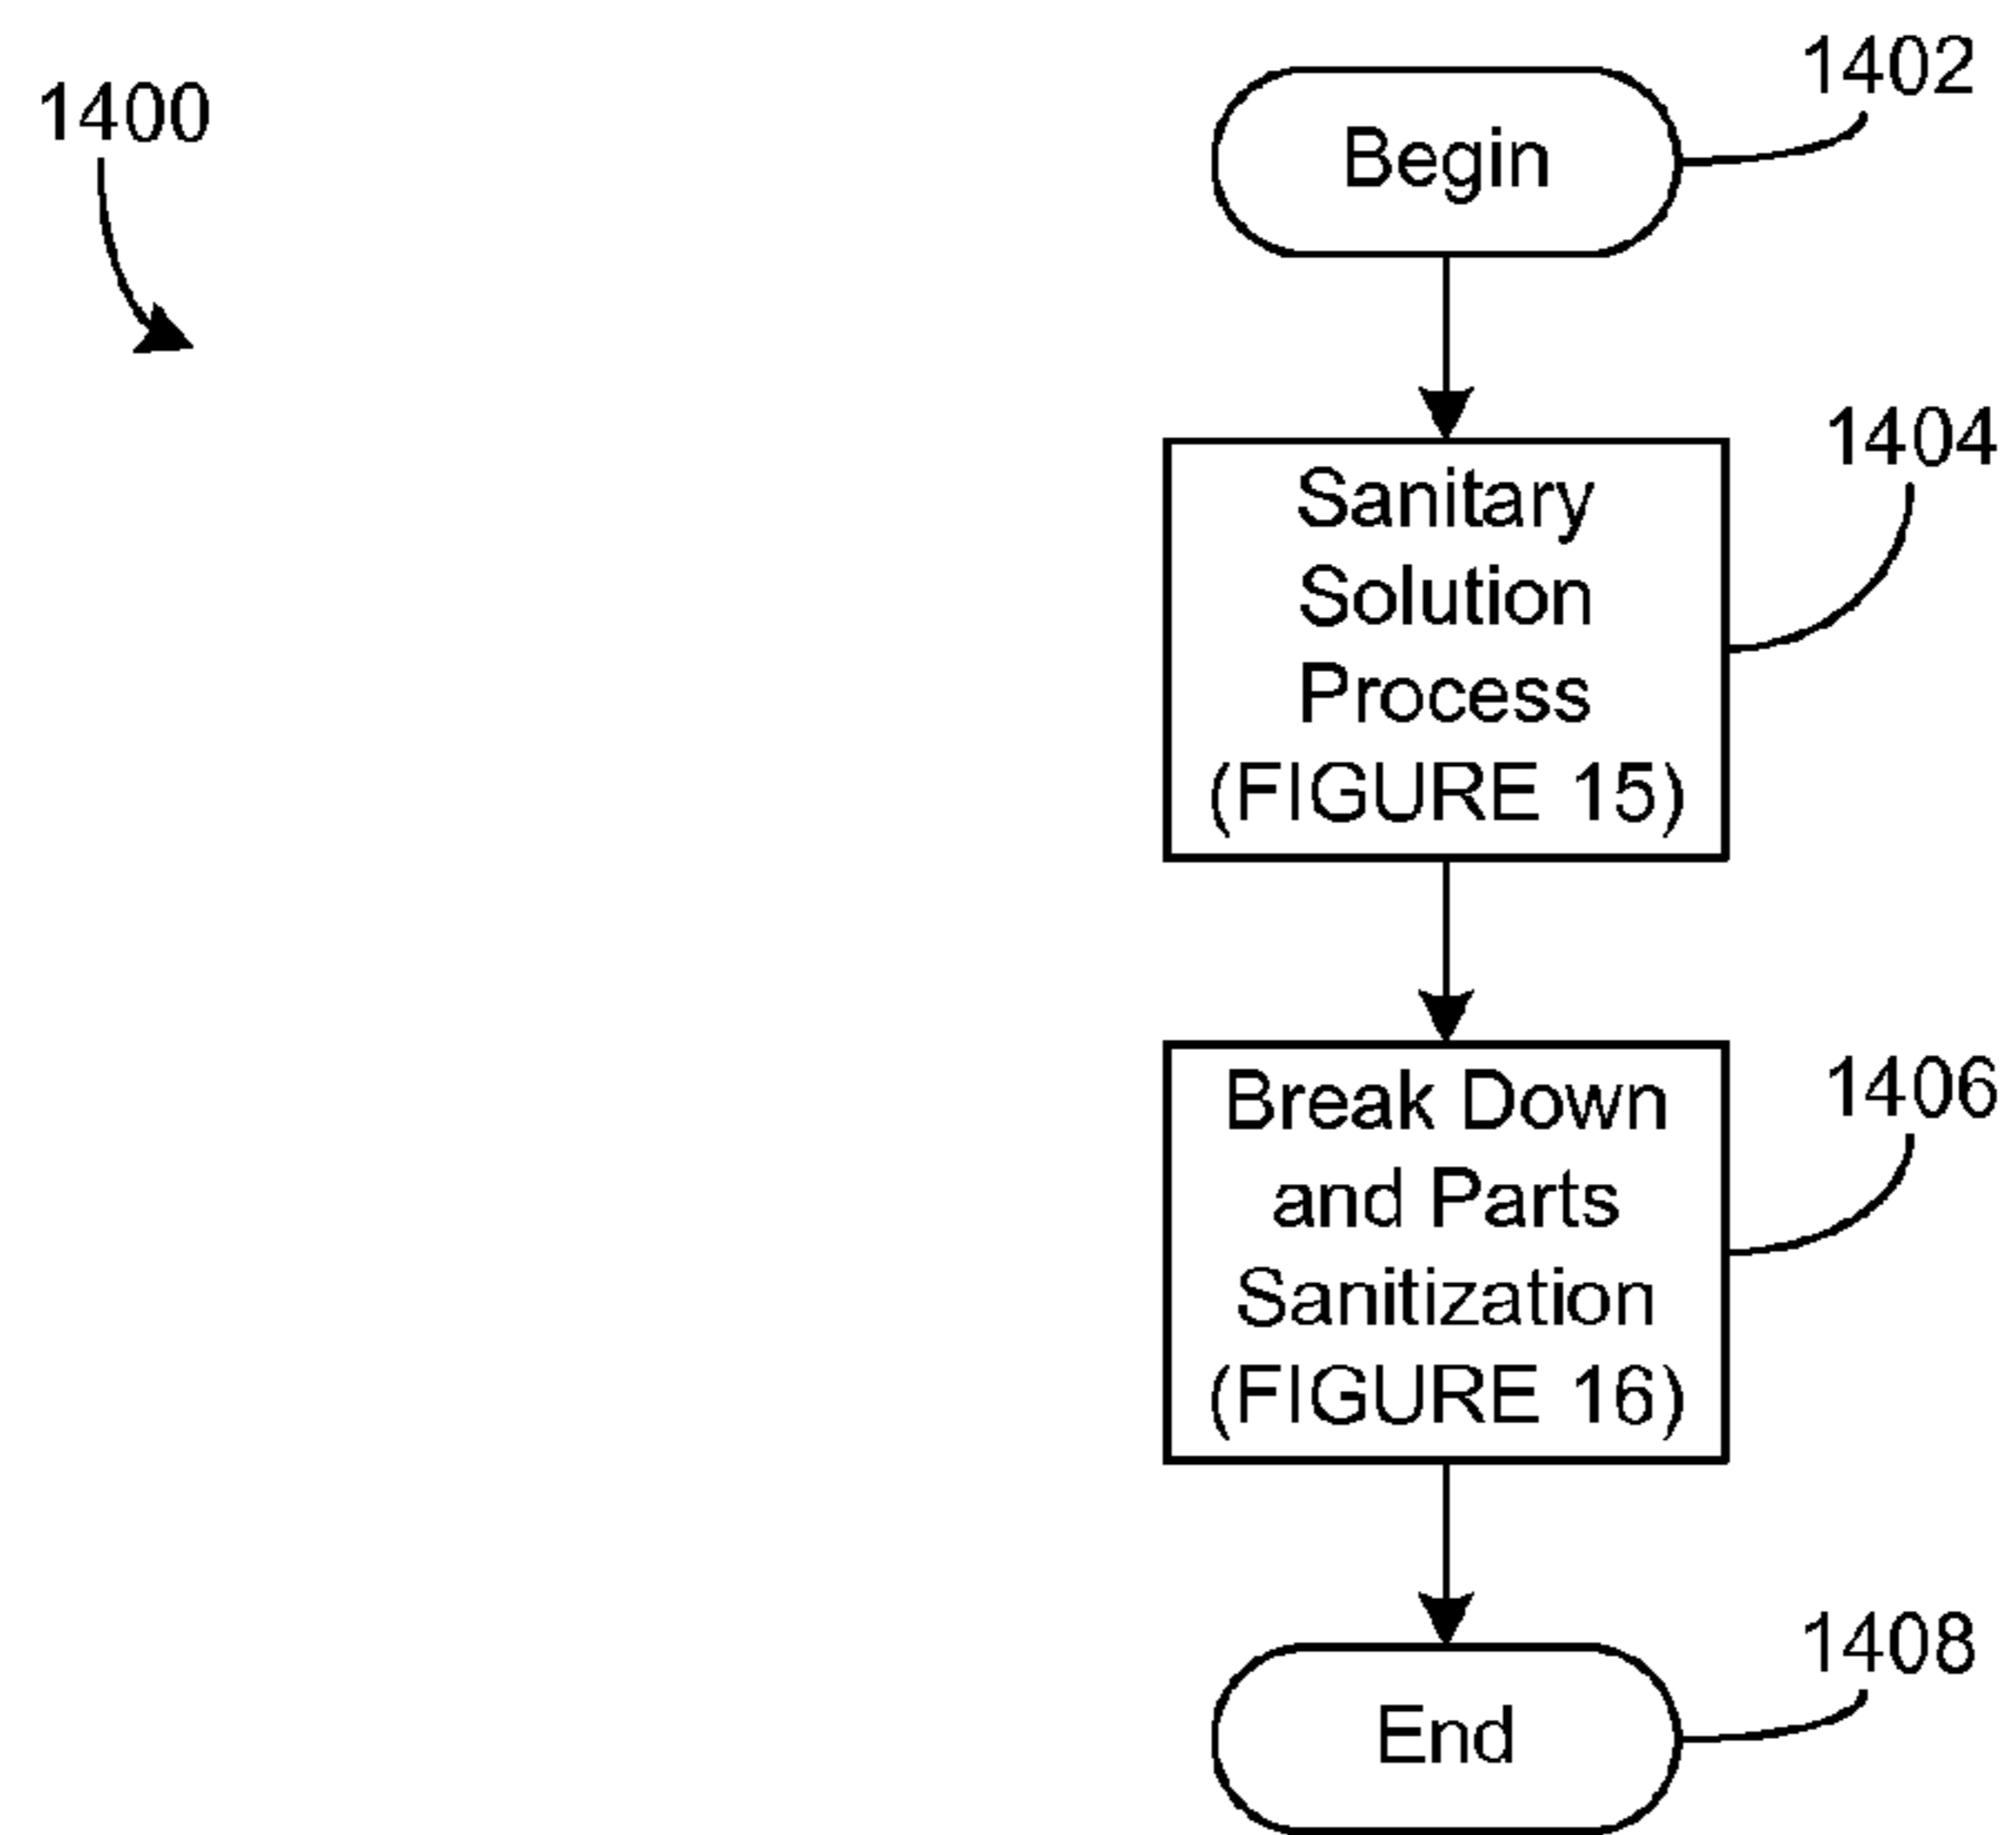 1400
1402
Begin
1404
Sanitary
Solution
Process
(FIGURE 15)
1406
Break Down
and Parts
Sanitization
(FIGURE 16)
1408
End